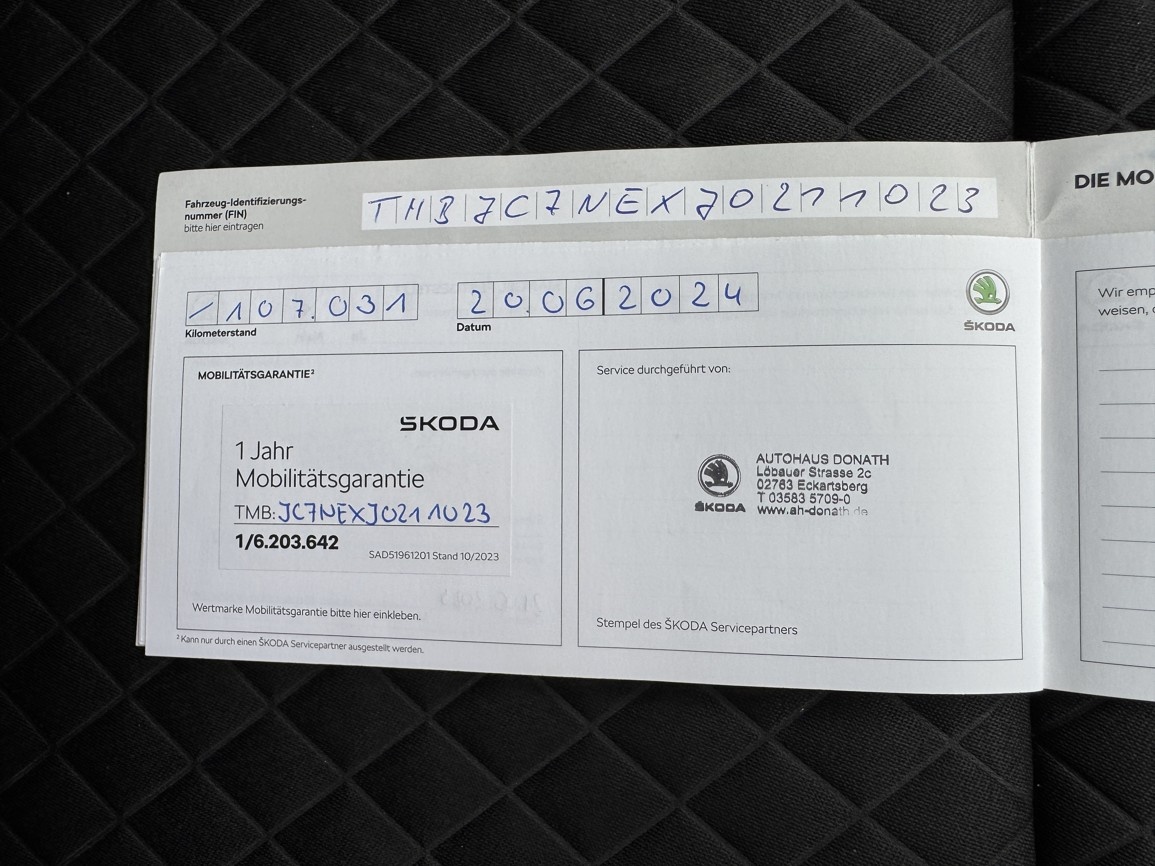 Fahrzeug-Identifizierungs-
nummer (FIN)
bitte hier eintragen
TMBJC7NEXJ0211023
DIE MO
/107.031
Kilometerstand
20.062024
Datum
ŠKODA
Wir emp
weisen,
MOBILITÄTSGARANTIE²
ŠKODA
1 Jahr
Mobilitätsgarantie
TMB: JC7NEXJ0211023
1/6.203.642
SAD51961201 Stand 10/2023
Wertmarke Mobilitätsgarantie bitte hier einkleben.
² Kann nur durch einen ŠKODA Servicepartner ausgestellt werden.
Service durchgeführt von:
ŠKODA
AUTOHAUS DONATH
Löbauer Strasse 2c
02763 Eckartsberg
T 03583 5709-0
www.ah-donath.de
Stempel des ŠKODA Servicepartners